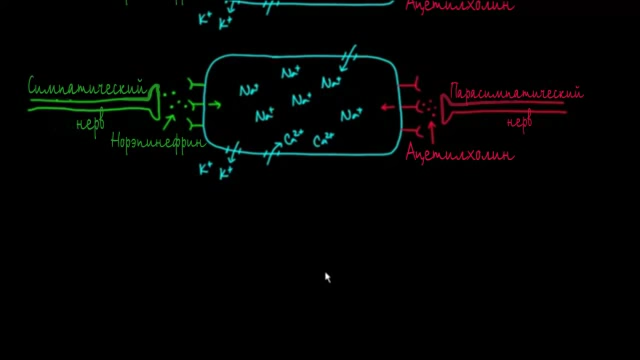 K⁺ K⁺
Ацетилхолин
Симпатический
нерв
Норэпинефрин
Na⁺ Na⁺ Na⁺
Na⁺ Na⁺ Na⁺
Ca²⁺ Ca²⁺
K⁺ K⁺
Парасимпатический
нерв
Ацетилхолин